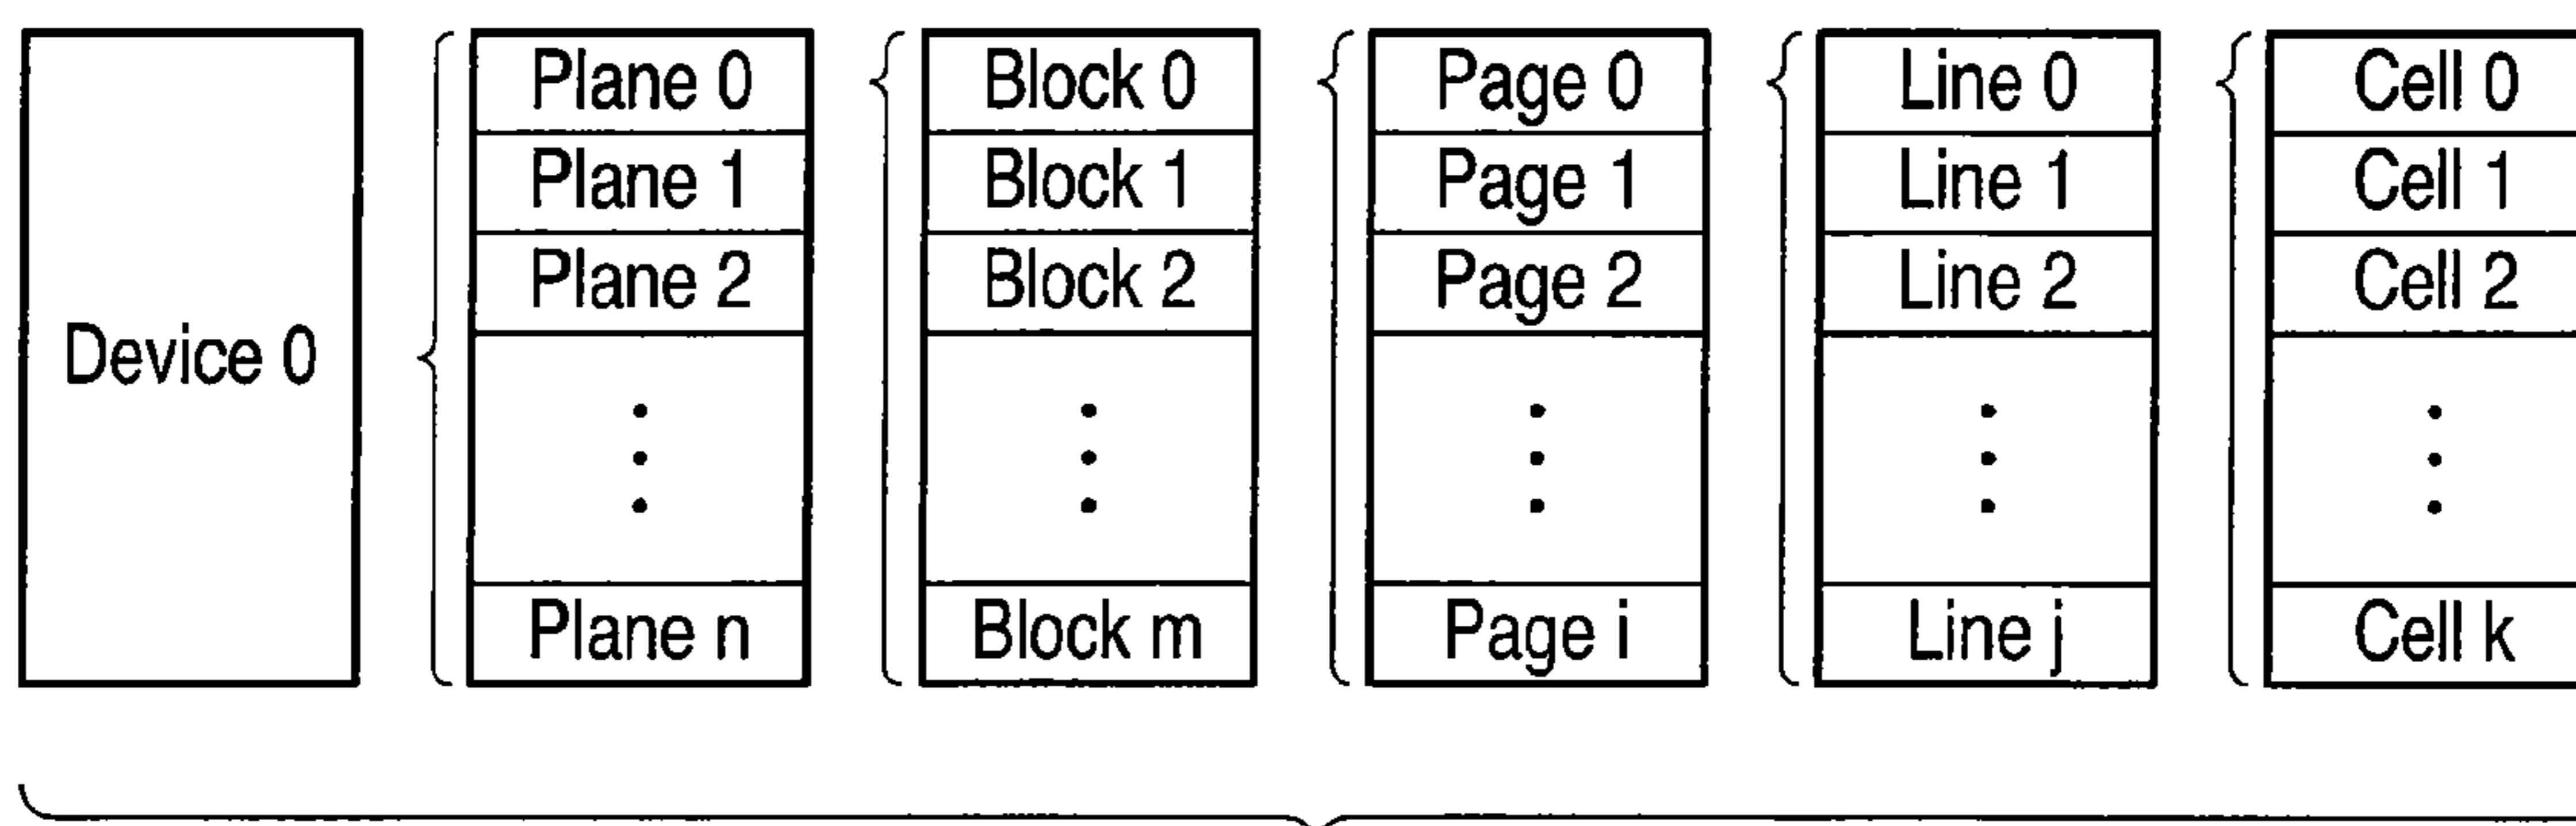 Device 0
Plane 0
Plane 1
Plane 2
Plane n
Block 0
Block 1
Block 2
Block m
Page 0
Page 1
Page 2
Page i
Line 0
Line 1
Line 2
Line j
Cell 0
Cell 1
Cell 2
Cell k